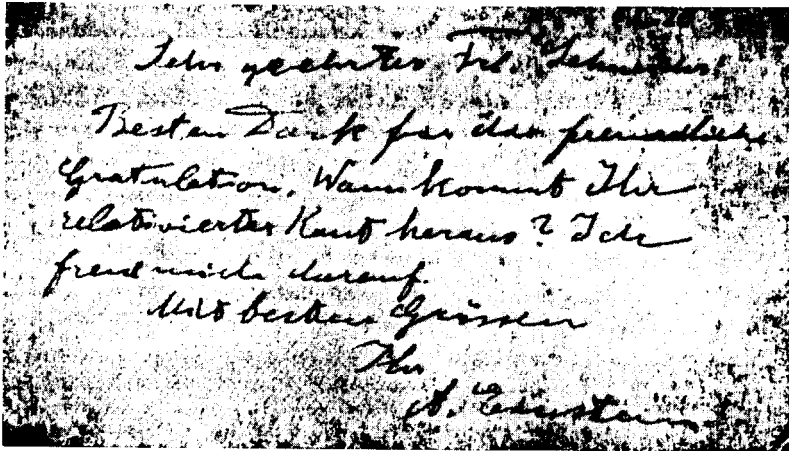 Sehr geehrtes Frl. Schneider!
Besten Dank für die freundliche
Gratulation. Wann kommt Ihr
relativierter Kant heraus? Ich
freue mich darauf.
Mit besten Grüssen
Ihr
A. Einstein